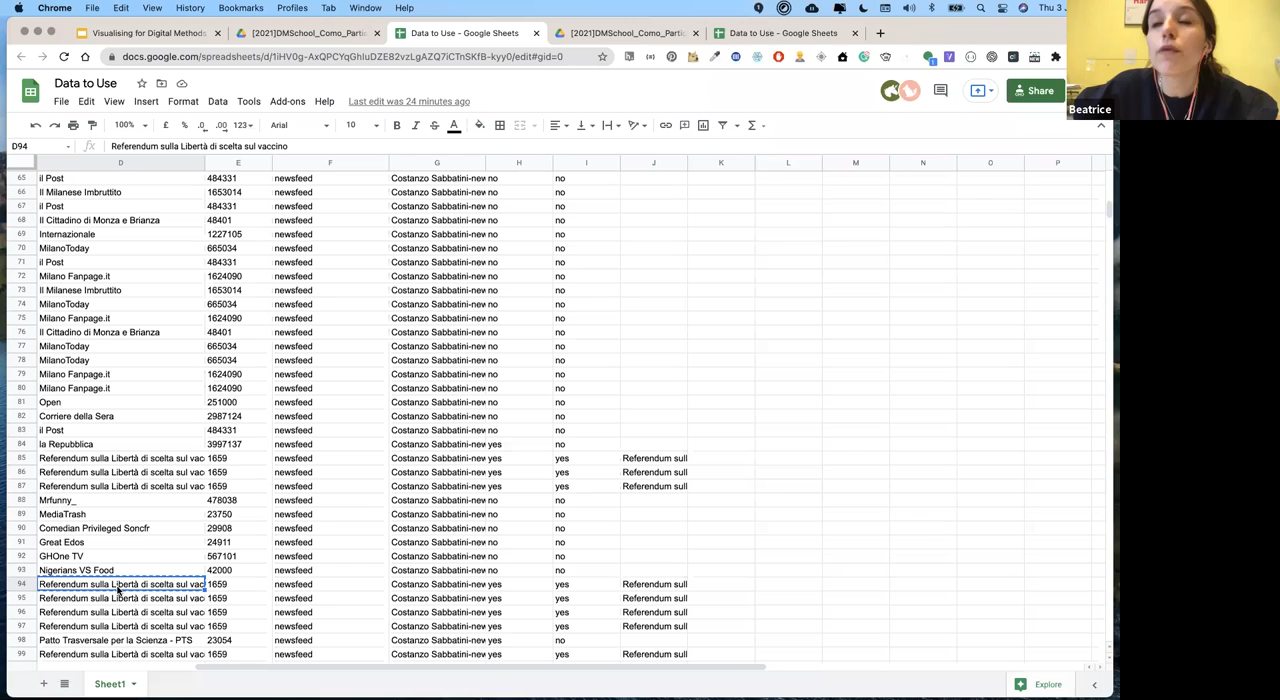 Chrome File Edit View History Bookmarks Profiles Tab Window Help Thu 3
Visualising for Digital Methods
[2021]DMSchool_Como_Partic
Data to Use - Google Sheets
[2021]DMSchool_Como_Partic
Data to Use - Google Sheets
docs.google.com/spreadsheets/d/1iHV0g-AxQPCYqGhIuDZE82vzLgAZQ7iCTnSKfB-kyy0/edit#gid=0
Data to Use
File Edit View Insert Format Data Tools Add-ons Help Last edit was 24 minutes ago
Share
Beatrice
100% £ % .0 .00 123 Arial 10 B I S A
D94 fx Referendum sulla Libertà di scelta sul vaccino
D E F G H I J K L M N O P
65 il Post 484331 newsfeed Costanzo Sabbatini-new no no
66 Il Milanese Imbruttito 1653014 newsfeed Costanzo Sabbatini-new no no
67 il Post 484331 newsfeed Costanzo Sabbatini-new no no
68 Il Cittadino di Monza e Brianza 48401 newsfeed Costanzo Sabbatini-new no no
69 Internazionale 1227105 newsfeed Costanzo Sabbatini-new no no
70 MilanoToday 665034 newsfeed Costanzo Sabbatini-new no no
71 il Post 484331 newsfeed Costanzo Sabbatini-new no no
72 Milano Fanpage.it 1624090 newsfeed Costanzo Sabbatini-new no no
73 Il Milanese Imbruttito 1653014 newsfeed Costanzo Sabbatini-new no no
74 MilanoToday 665034 newsfeed Costanzo Sabbatini-new no no
75 Milano Fanpage.it 1624090 newsfeed Costanzo Sabbatini-new no no
76 Il Cittadino di Monza e Brianza 48401 newsfeed Costanzo Sabbatini-new no no
77 MilanoToday 665034 newsfeed Costanzo Sabbatini-new no no
78 MilanoToday 665034 newsfeed Costanzo Sabbatini-new no no
79 Milano Fanpage.it 1624090 newsfeed Costanzo Sabbatini-new no no
80 Milano Fanpage.it 1624090 newsfeed Costanzo Sabbatini-new no no
81 Open 251000 newsfeed Costanzo Sabbatini-new no no
82 Corriere della Sera 2987124 newsfeed Costanzo Sabbatini-new no no
83 il Post 484331 newsfeed Costanzo Sabbatini-new no no
84 la Repubblica 3997137 newsfeed Costanzo Sabbatini-new yes no
85 Referendum sulla Libertà di scelta sul vacc 1659 newsfeed Costanzo Sabbatini-new yes yes Referendum sull
86 Referendum sulla Libertà di scelta sul vacc 1659 newsfeed Costanzo Sabbatini-new yes yes Referendum sull
87 Referendum sulla Libertà di scelta sul vacc 1659 newsfeed Costanzo Sabbatini-new yes yes Referendum sull
88 Mrfunny_ 478038 newsfeed Costanzo Sabbatini-new no no
89 MediaTrash 23750 newsfeed Costanzo Sabbatini-new no no
90 Comedian Privileged Soncfr 29908 newsfeed Costanzo Sabbatini-new no no
91 Great Edos 24911 newsfeed Costanzo Sabbatini-new no no
92 GHOne TV 567101 newsfeed Costanzo Sabbatini-new no no
93 Nigerians VS Food 42000 newsfeed Costanzo Sabbatini-new no no
94 Referendum sulla Libertà di scelta sul vacc 1659 newsfeed Costanzo Sabbatini-new yes yes Referendum sull
95 Referendum sulla Libertà di scelta sul vacc 1659 newsfeed Costanzo Sabbatini-new yes yes Referendum sull
96 Referendum sulla Libertà di scelta sul vacc 1659 newsfeed Costanzo Sabbatini-new yes yes Referendum sull
97 Referendum sulla Libertà di scelta sul vacc 1659 newsfeed Costanzo Sabbatini-new yes yes Referendum sull
98 Patto Trasversale per la Scienza - PTS 23054 newsfeed Costanzo Sabbatini-new yes no
99 Referendum sulla Libertà di scelta sul vacc 1659 newsfeed Costanzo Sabbatini-new yes yes Referendum sull
Sheet1 Explore